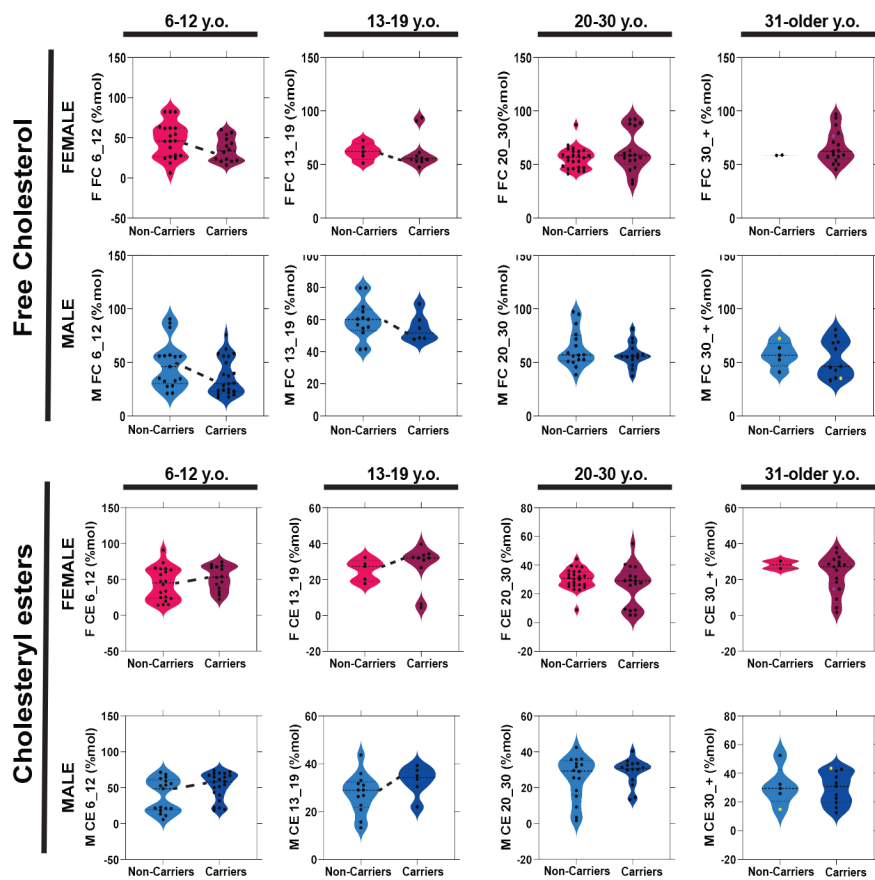 6-12 y.o. 13-19 y.o. 20-30 y.o. 31-older y.o.
Free Cholesterol
FEMALE
F FC 6_12 (%mol)
150
100
50
0
-50
Non-Carriers Carriers
F FC 13_19 (%mol)
150
100
50
0
Non-Carriers Carriers
F FC 20_30 (%mol)
150
100
50
0
Non-Carriers Carriers
F FC 30_+ (%mol)
150
100
50
0
Non-Carriers Carriers
MALE
M FC 6_12 (%mol)
150
100
50
0
Non-Carriers Carriers
M FC 13_19 (%mol)
100
80
60
40
20
0
Non-Carriers Carriers
M FC 20_30 (%mol)
150
100
50
0
Non-Carriers Carriers
M FC 30_+ (%mol)
150
100
50
0
Non-Carriers Carriers
6-12 y.o. 13-19 y.o. 20-30 y.o. 31-older y.o.
Cholesteryl esters
FEMALE
F CE 6_12 (%mol)
150
100
50
0
-50
Non-Carriers Carriers
F CE 13_19 (%mol)
60
40
20
0
-20
Non-Carriers Carriers
F CE 20_30 (%mol)
80
60
40
20
0
-20
Non-Carriers Carriers
F CE 30_+ (%mol)
60
40
20
0
-20
Non-Carriers Carriers
MALE
M CE 6_12 (%mol)
150
100
50
0
-50
Non-Carriers Carriers
M CE 13_19 (%mol)
60
40
20
0
Non-Carriers Carriers
M CE 20_30 (%mol)
60
40
20
0
-20
Non-Carriers Carriers
M CE 30_+ (%mol)
80
60
40
20
0
-20
Non-Carriers Carriers